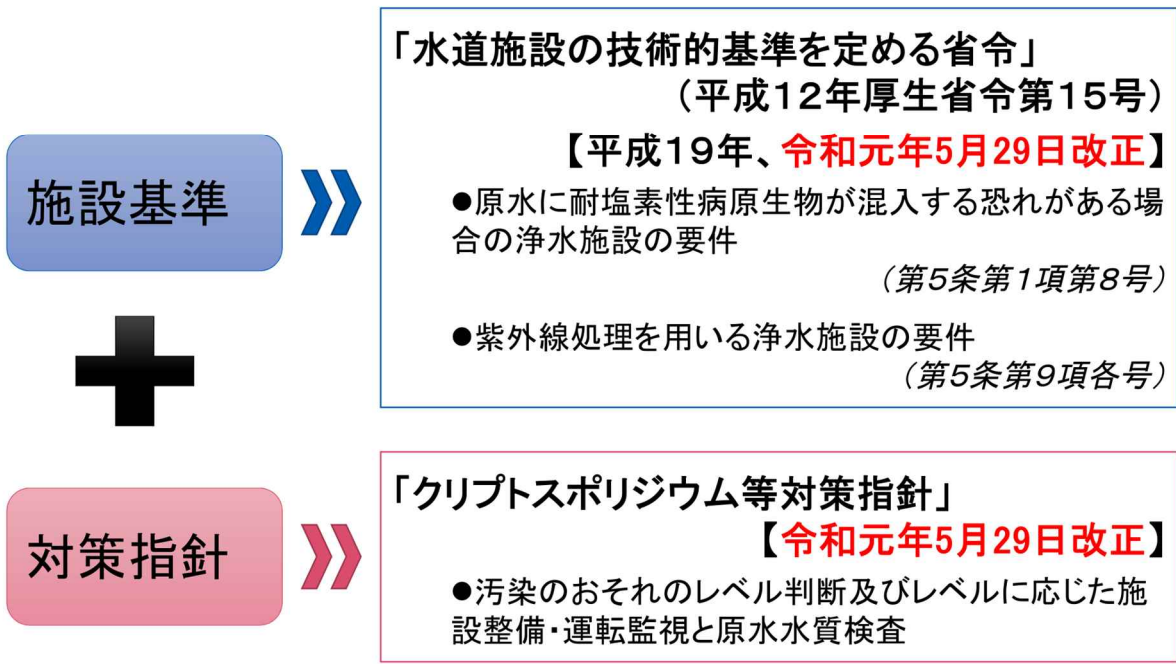 施設基準
「水道施設の技術的基準を定める省令」
（平成１２年厚生省令第１５号）
【平成１９年、令和元年5月29日改正】
●原水に耐塩素性病原生物が混入する恐れがある場
合の浄水施設の要件
（第５条第１項第８号）
●紫外線処理を用いる浄水施設の要件
（第５条第９項各号）
対策指針
「クリプトスポリジウム等対策指針」
【令和元年5月29日改正】
●汚染のおそれのレベル判断及びレベルに応じた施
設整備・運転監視と原水水質検査